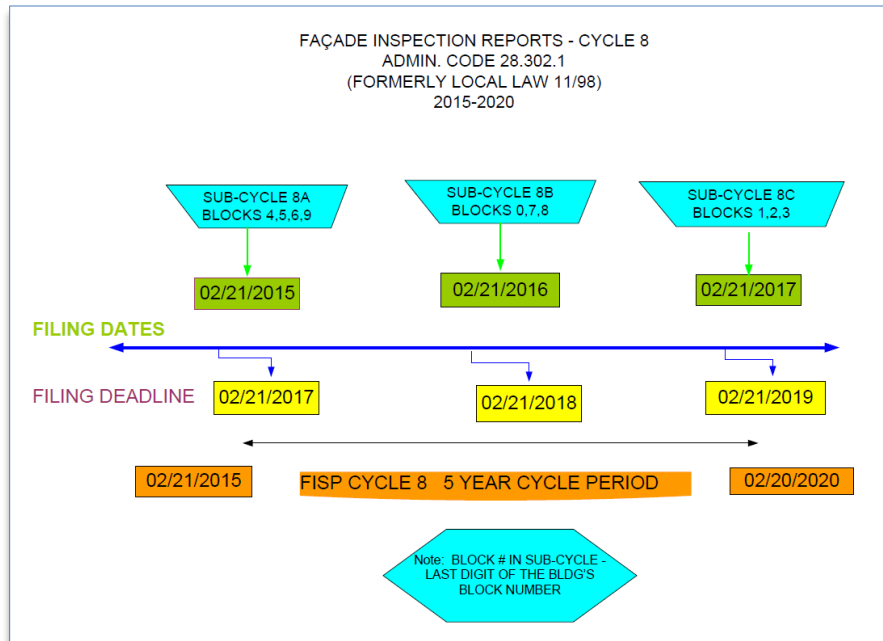 FAÇADE INSPECTION REPORTS - CYCLE 8
ADMIN. CODE 28.302.1
(FORMERLY LOCAL LAW 11/98)
2015-2020
SUB-CYCLE 8A
BLOCKS 4,5,6,9
SUB-CYCLE 8B
BLOCKS 0,7,8
SUB-CYCLE 8C
BLOCKS 1,2,3
02/21/2015
02/21/2016
02/21/2017
FILING DATES
FILING DEADLINE
02/21/2017
02/21/2018
02/21/2019
02/21/2015
FISP CYCLE 8 5 YEAR CYCLE PERIOD
02/20/2020
Note: BLOCK # IN SUB-CYCLE -
LAST DIGIT OF THE BLDG'S
BLOCK NUMBER